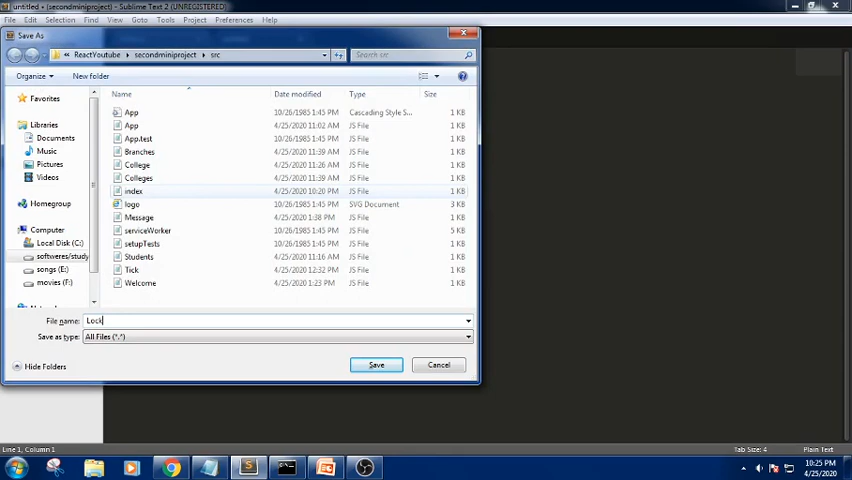 untitled • - Sublime Text 2 (UNREGISTERED)
File Edit Selection Find View Goto Tools Project Preferences Help
Save As
« ReactYoutube ▸ secondminiproject ▸ src
Search src
Organize ▾ New folder
Name Date modified Type Size
Favorites
Libraries
Documents
Music
Pictures
Videos
Homegroup
Computer
Local Disk (C:)
softweres/study
songs (E:)
movies (F:)
App 10/26/1985 1:45 PM Cascading Style S... 1 KB
App 4/25/2020 11:02 AM JS File 1 KB
App.test 10/26/1985 1:45 PM JS File 1 KB
Branches 4/25/2020 11:39 AM JS File 1 KB
College 4/25/2020 11:26 AM JS File 1 KB
Colleges 4/25/2020 11:39 AM JS File 1 KB
index 4/25/2020 10:20 PM JS File 1 KB
logo 10/26/1985 1:45 PM SVG Document 3 KB
Message 4/25/2020 1:38 PM JS File 1 KB
serviceWorker 10/26/1985 1:45 PM JS File 5 KB
setupTests 10/26/1985 1:45 PM JS File 1 KB
Students 4/25/2020 11:16 AM JS File 1 KB
Tick 4/25/2020 12:32 PM JS File 1 KB
Welcome 4/25/2020 1:23 PM JS File 1 KB
File name: Lock
Save as type: All Files (*.*)
Hide Folders Save Cancel
Line 1, Column 1 Tab Size: 4 Plain Text
10:25 PM
4/25/2020